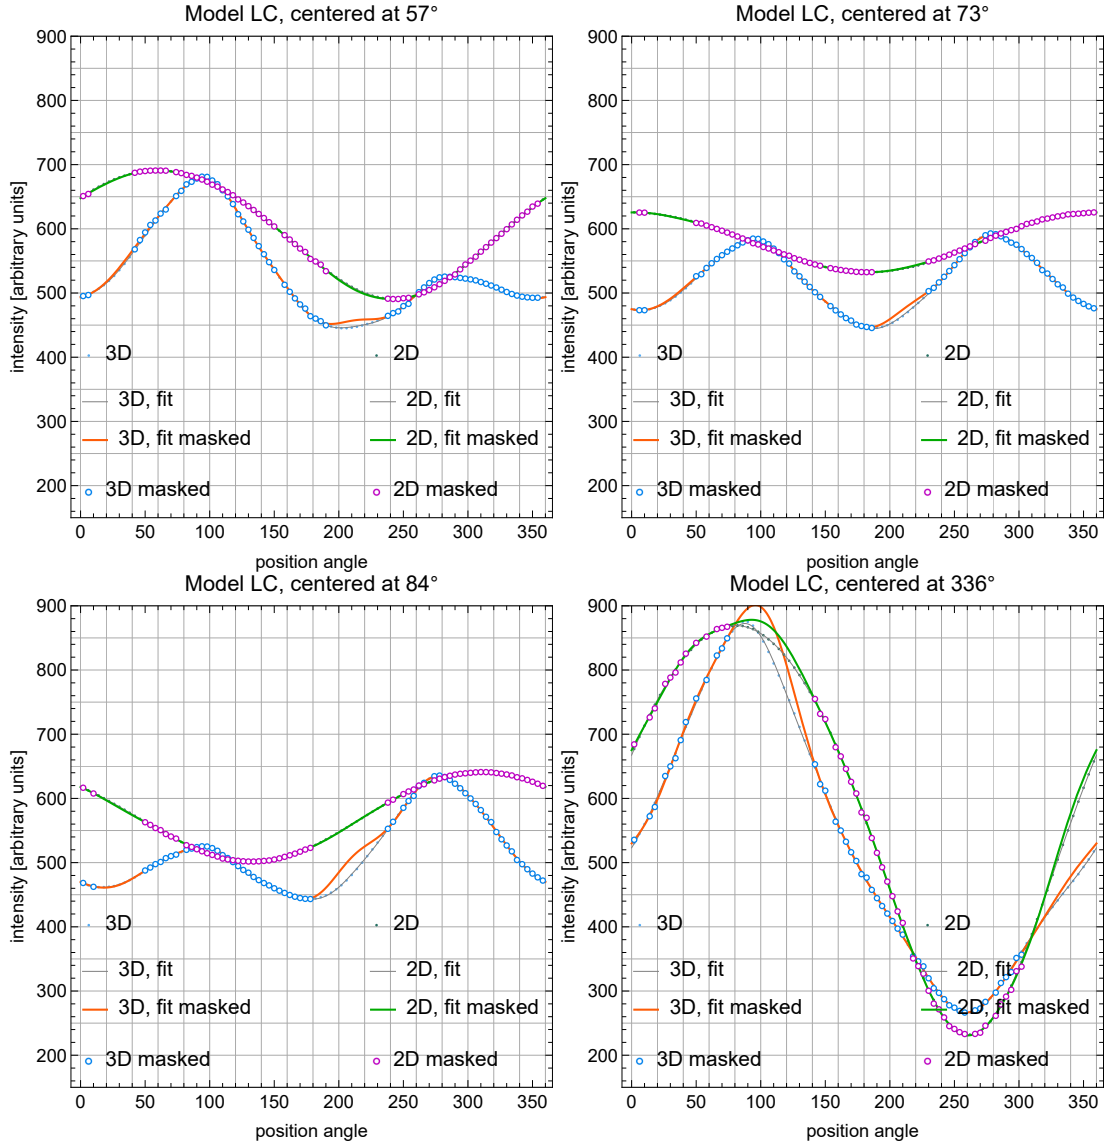 Model LC, centered at 57°
900
800
700
600
500
400
300
200
0 50 100 150 200 250 300 350
intensity [arbitrary units]
position angle
3D
3D, fit
3D, fit masked
3D masked
2D
2D, fit
2D, fit masked
2D masked
Model LC, centered at 73°
900
800
700
600
500
400
300
200
0 50 100 150 200 250 300 350
intensity [arbitrary units]
position angle
3D
3D, fit
3D, fit masked
3D masked
2D
2D, fit
2D, fit masked
2D masked
Model LC, centered at 84°
900
800
700
600
500
400
300
200
0 50 100 150 200 250 300 350
intensity [arbitrary units]
position angle
3D
3D, fit
3D, fit masked
3D masked
2D
2D, fit
2D, fit masked
2D masked
Model LC, centered at 336°
900
800
700
600
500
400
300
200
0 50 100 150 200 250 300 350
intensity [arbitrary units]
position angle
3D
3D, fit
3D, fit masked
3D masked
2D
2D, fit
2D, fit masked
2D masked